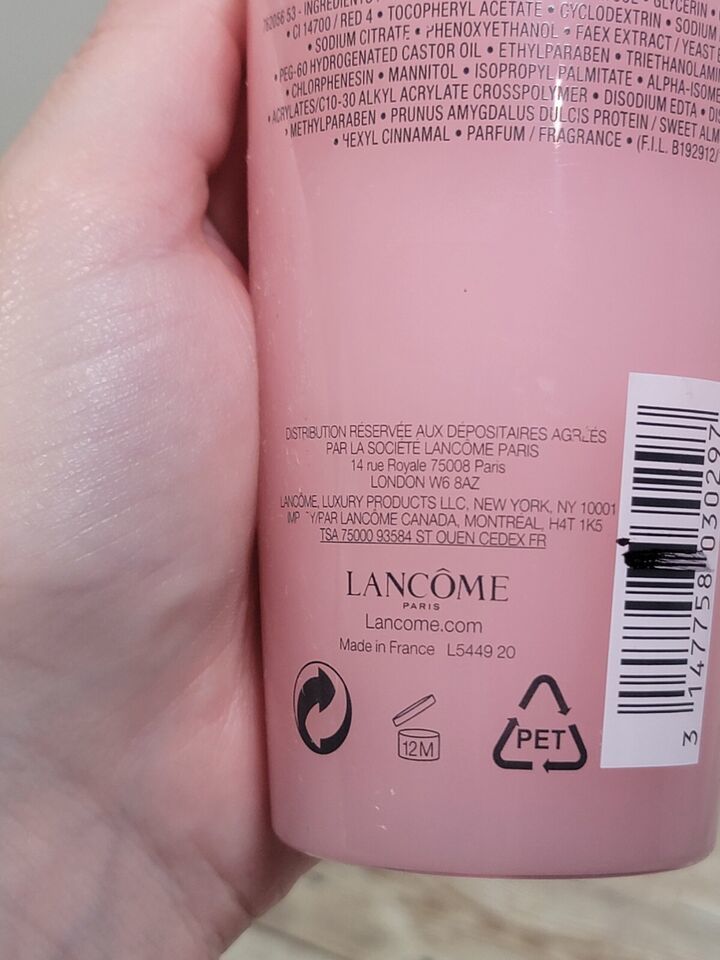 762056 53 - INGREDIENTS
• CI 14700 / RED 4 • TOCOPHERYL ACETATE • CYCLODEXTRIN • SODIUM
• SODIUM CITRATE • PHENOXYETHANOL • FAEX EXTRACT / YEAST
• PEG-60 HYDROGENATED CASTOR OIL • ETHYLPARABEN •
• CHLORPHENESIN • MANNITOL • ISOPROPYL PALMITATE •
• ACRYLATES/C10-30 ALKYL ACRYLATE CROSSPOLYMER • DISODIUM EDTA •
• METHYLPARABEN • PRUNUS AMYGDALUS DULCIS PROTEIN / SWEET
• HEXYL CINNAMAL • PARFUM / FRAGRANCE • (F.I.L. B192912/
DISTRIBUTION RÉSERVÉE AUX DÉPOSITAIRES AGRÉÉS
PAR LA SOCIÉTÉ LANCÔME PARIS
14 rue Royale 75008 Paris
LONDON W6 8AZ
LANCÔME, LUXURY PRODUCTS LLC, NEW YORK, NY 10001
IMP BY/PAR LANCÔME CANADA, MONTRÉAL, H4T 1K5
TSA 75000 93584 ST OUEN CEDEX FR
LANCÔME
PARIS
Lancome.com
Made in France L5449 20
12M
PET
3 147758 030297